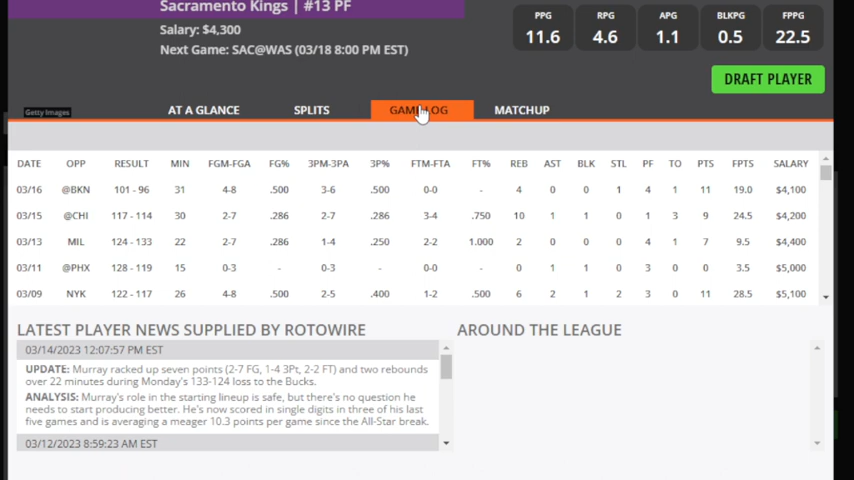 Sacramento Kings | #13 PF
Salary: $4,300
Next Game: SAC@WAS (03/18 8:00 PM EST)
PPG RPG APG BLKPG FPPG
11.6 4.6 1.1 0.5 22.5
DRAFT PLAYER
Getty Images
AT A GLANCE SPLITS GAME LOG MATCHUP
DATE OPP RESULT MIN FGM-FGA FG% 3PM-3PA 3P% FTM-FTA FT% REB AST BLK STL PF TO PTS FPTS SALARY
03/16 @BKN 101 - 96 31 4-8 .500 3-6 .500 0-0 - 4 0 0 1 4 1 11 19.0 $4,100
03/15 @CHI 117 - 114 30 2-7 .286 2-7 .286 3-4 .750 10 1 1 0 1 3 9 24.5 $4,200
03/13 MIL 124 - 133 22 2-7 .286 1-4 .250 2-2 1.000 2 0 0 0 4 1 7 9.5 $4,400
03/11 @PHX 128 - 119 15 0-3 - 0-3 - 0-0 - 0 1 1 0 3 0 0 3.5 $5,000
03/09 NYK 122 - 117 26 4-8 .500 2-5 .400 1-2 .500 6 2 1 2 3 0 11 28.5 $5,100
LATEST PLAYER NEWS SUPPLIED BY ROTOWIRE
03/14/2023 12:07:57 PM EST
UPDATE: Murray racked up seven points (2-7 FG, 1-4 3Pt, 2-2 FT) and two rebounds
over 22 minutes during Monday's 133-124 loss to the Bucks.
ANALYSIS: Murray's role in the starting lineup is safe, but there's no question he
needs to start producing better. He's now scored in single digits in three of his last
five games and is averaging a meager 10.3 points per game since the All-Star break.
03/12/2023 8:59:23 AM EST
AROUND THE LEAGUE